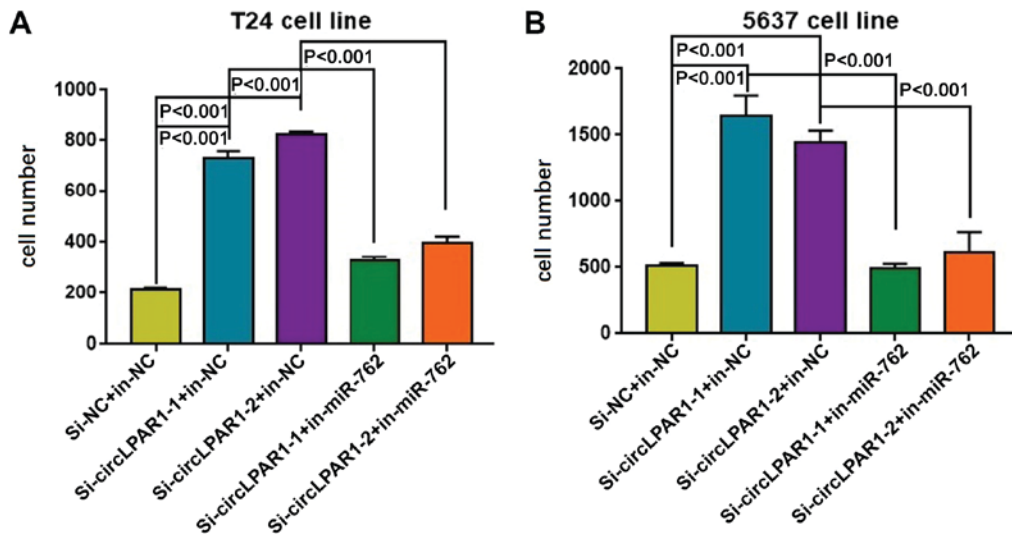 A
T24 cell line
P<0.001
P<0.001
P<0.001
P<0.001
cell number
1000
800
600
400
200
0
Si-NC+in-NC
Si-circLPAR1-1+in-NC
Si-circLPAR1-2+in-NC
Si-circLPAR1-1+in-miR-762
Si-circLPAR1-2+in-miR-762
B
5637 cell line
P<0.001
P<0.001
P<0.001
P<0.001
cell number
2000
1500
1000
500
0
Si-NC+in-NC
Si-circLPAR1-1+in-NC
Si-circLPAR1-2+in-NC
Si-circLPAR1-1+in-miR-762
Si-circLPAR1-2+in-miR-762